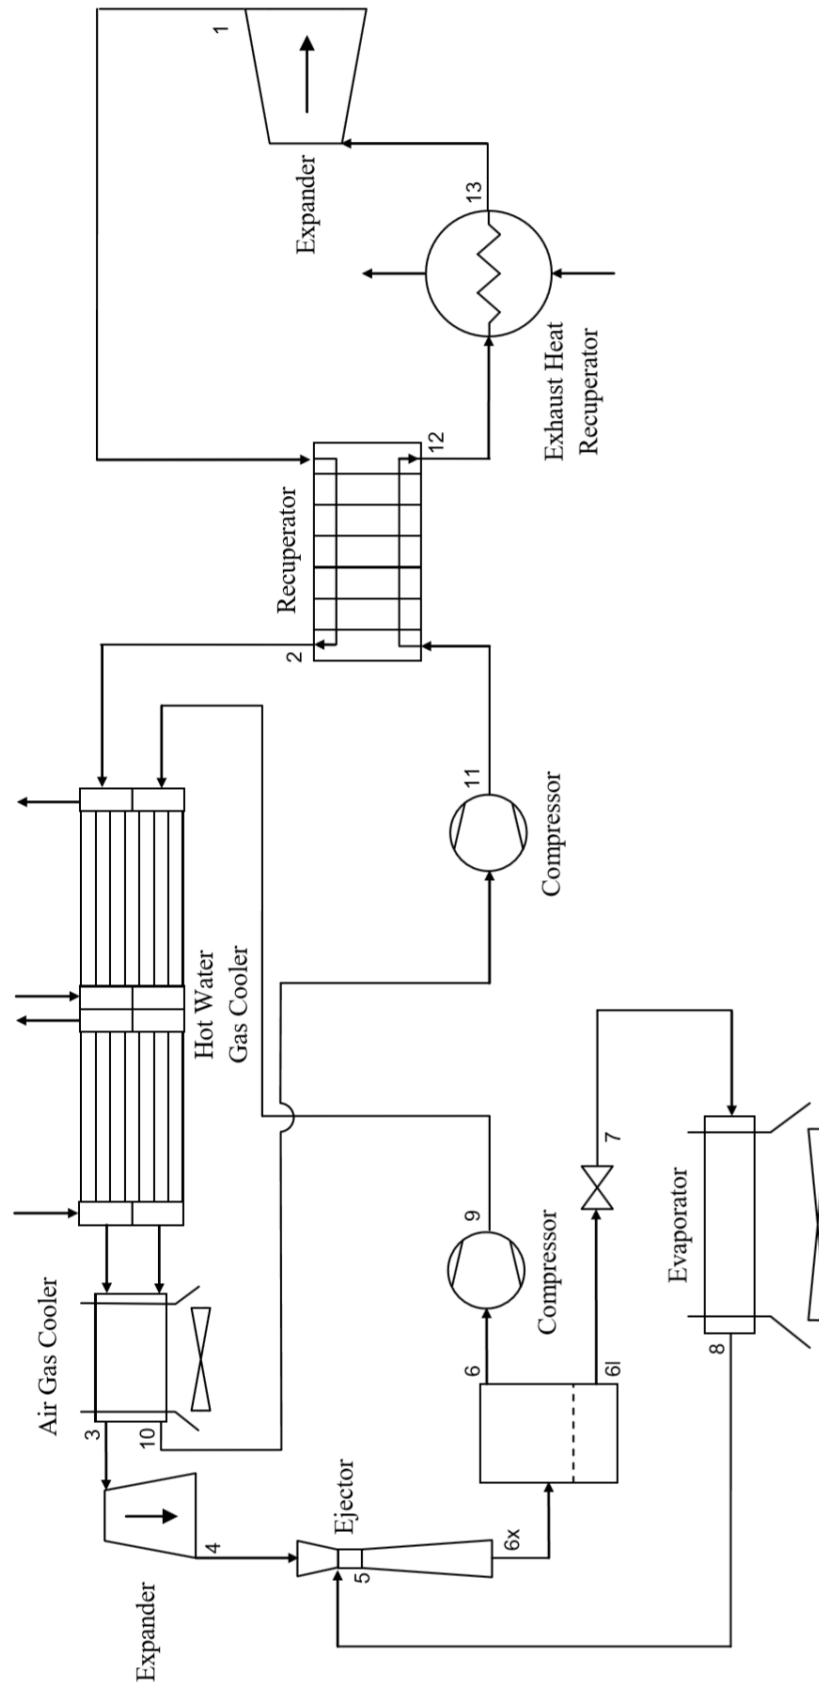 Air Gas Cooler
Hot Water
Gas Cooler
Recuperator
Expander
Exhaust Heat
Recuperator
Compressor
Compressor
Evaporator
Ejector
Expander
1
2
3
4
5
6x
6
6l
7
8
9
10
11
12
13